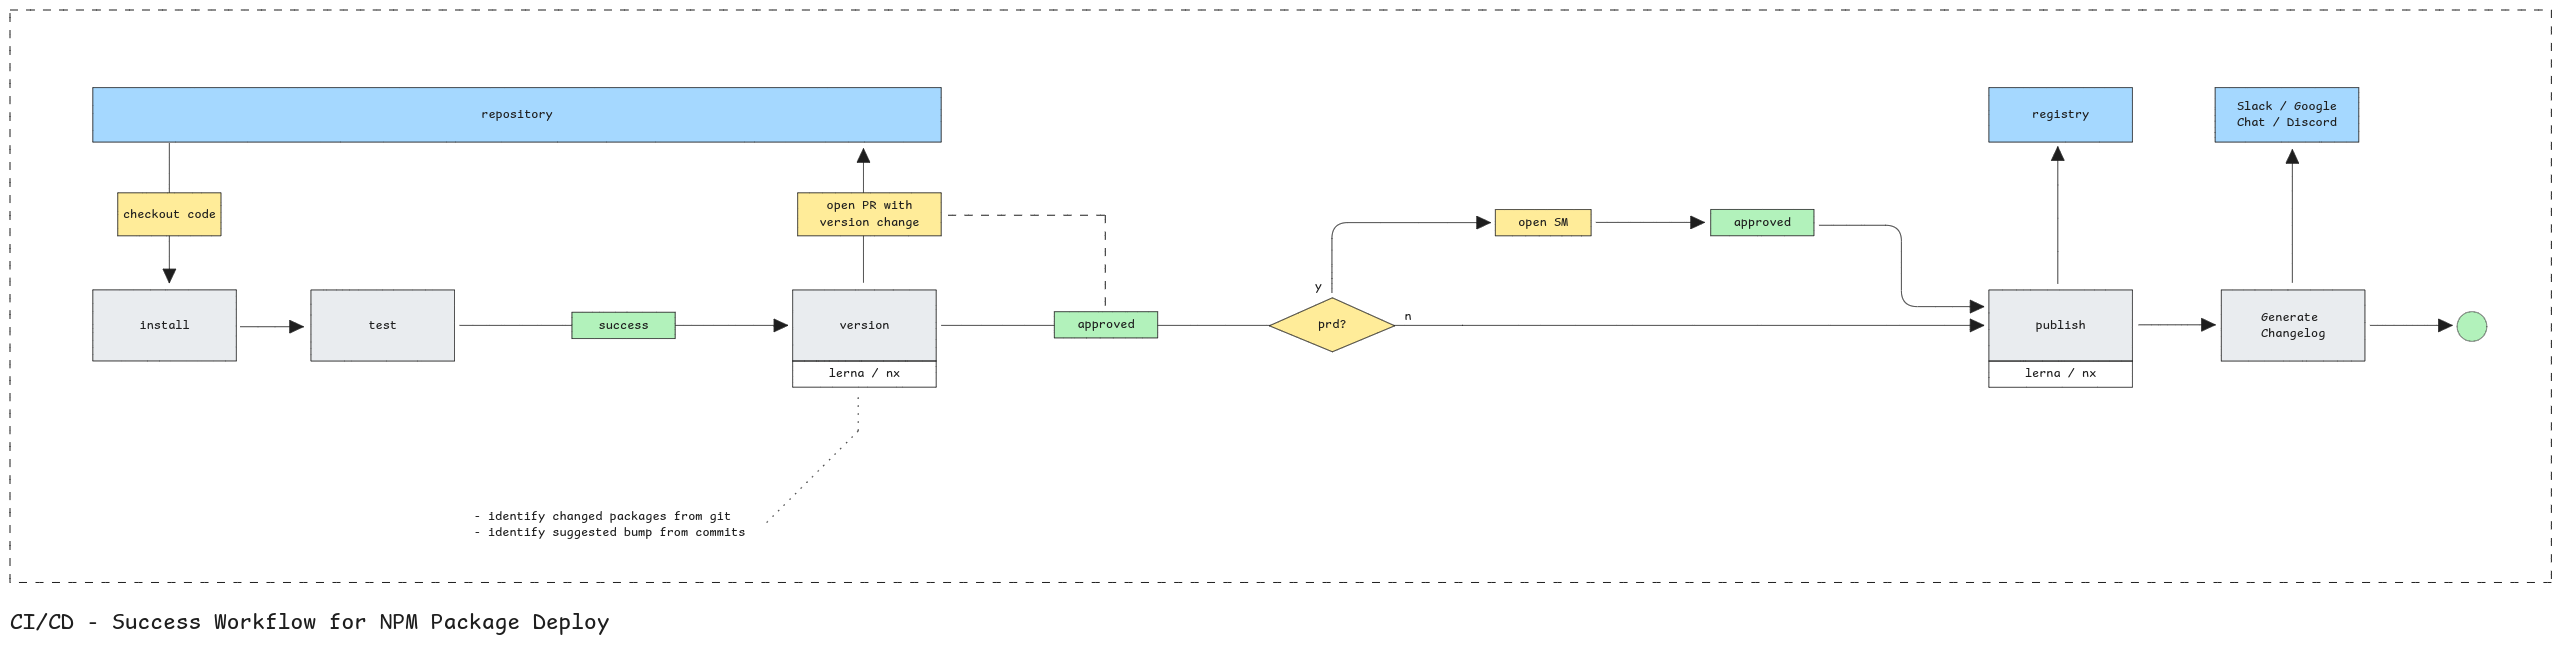 repository
registry
Slack / Google
Chat / Discord
checkout code
open PR with
version change
open SM
approved
y
n
install
test
success
version
approved
prd?
publish
Generate
Changelog
lerna / nx
lerna / nx
- identify changed packages from git
- identify suggested bump from commits
CI/CD - Success Workflow for NPM Package Deploy